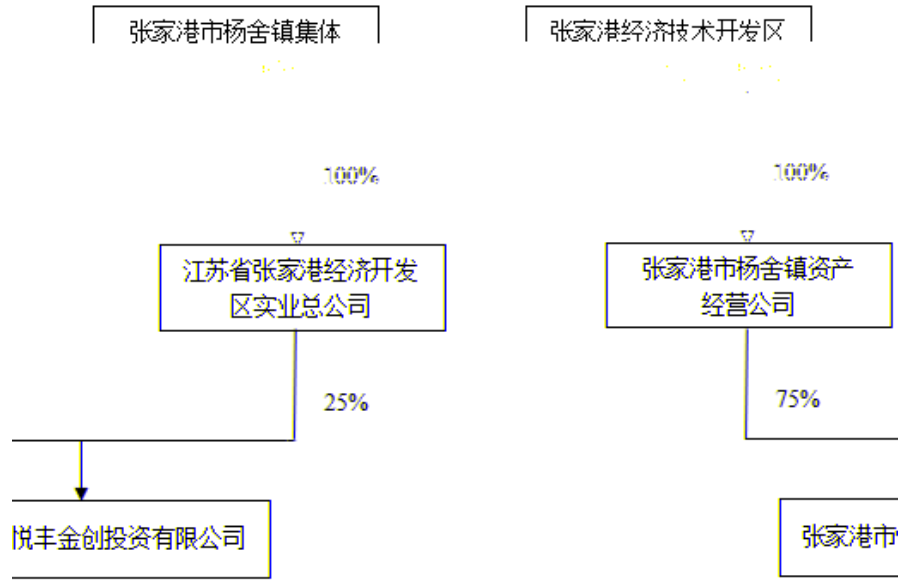 张家港市杨舍镇集体
张家港经济技术开发区
100%
100%
江苏省张家港经济开发
区实业总公司
张家港市杨舍镇资产
经营公司
25%
75%
悦丰金创投资有限公司
张家港市